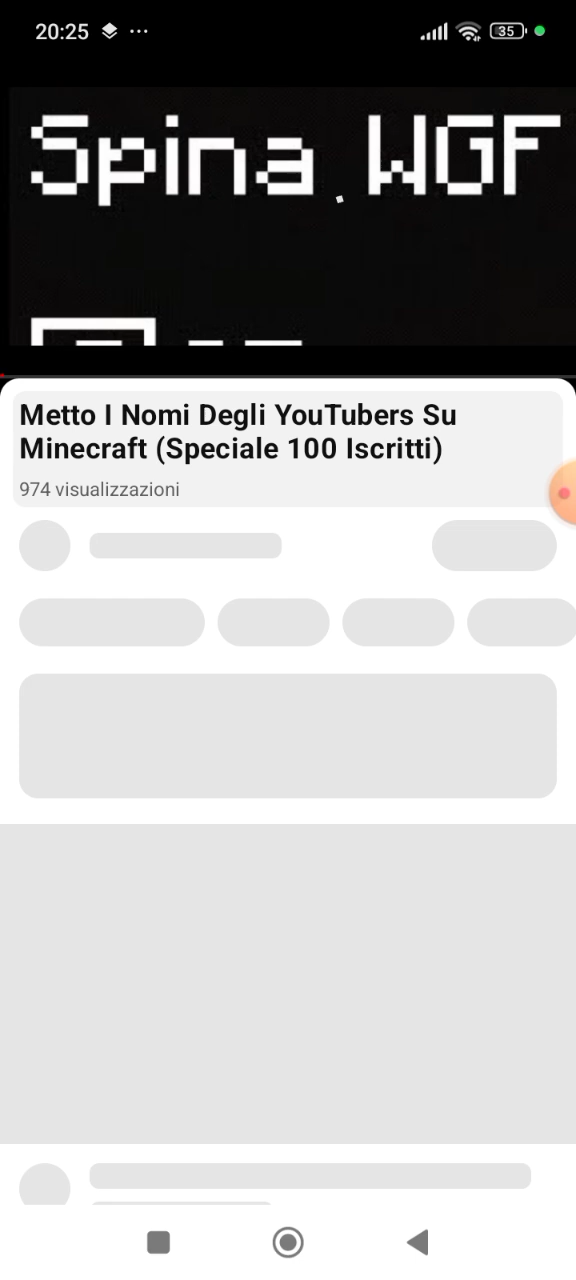 20:25
35
Spina WGF
Metto I Nomi Degli YouTubers Su
Minecraft (Speciale 100 Iscritti)
974 visualizzazioni